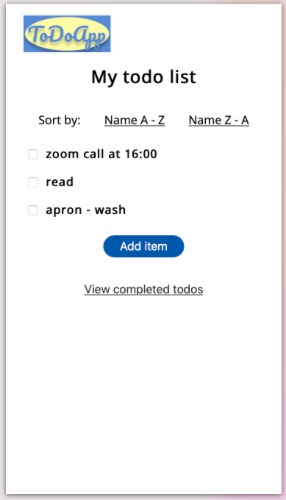 ToDoApp
My todo list
Sort by: Name A - Z Name Z - A
zoom call at 16:00
read
apron - wash
Add item
View completed todos